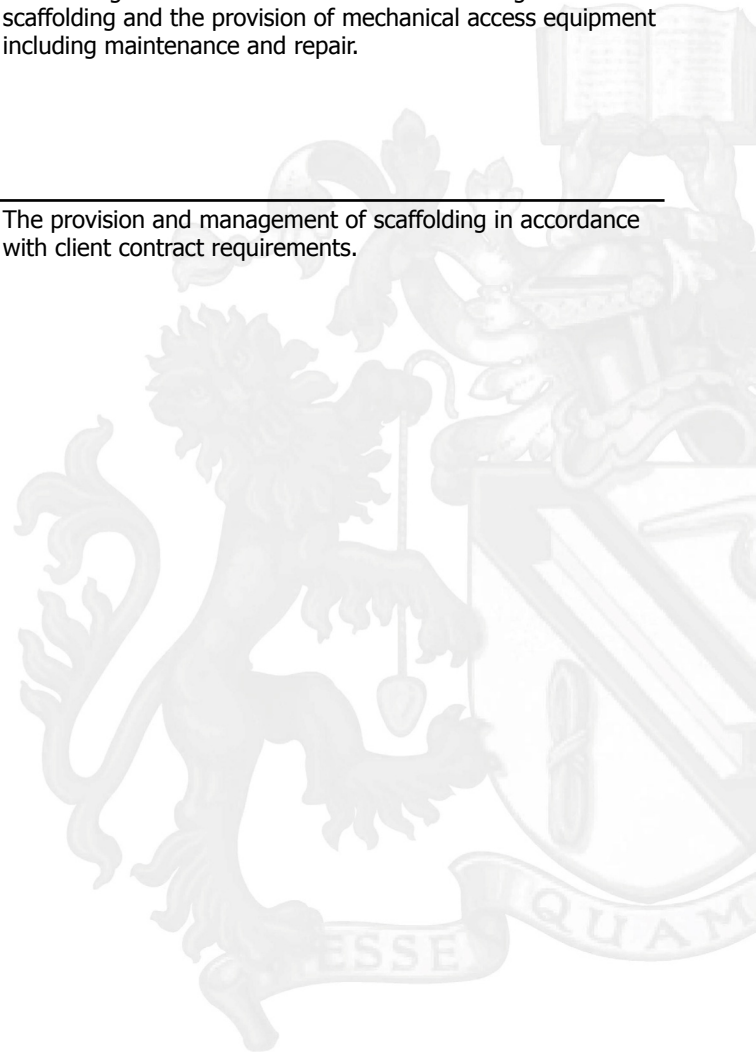 scaffolding and the provision of mechanical access equipment
including maintenance and repair.
The provision and management of scaffolding in accordance
with client contract requirements.
ESSE
QUAM